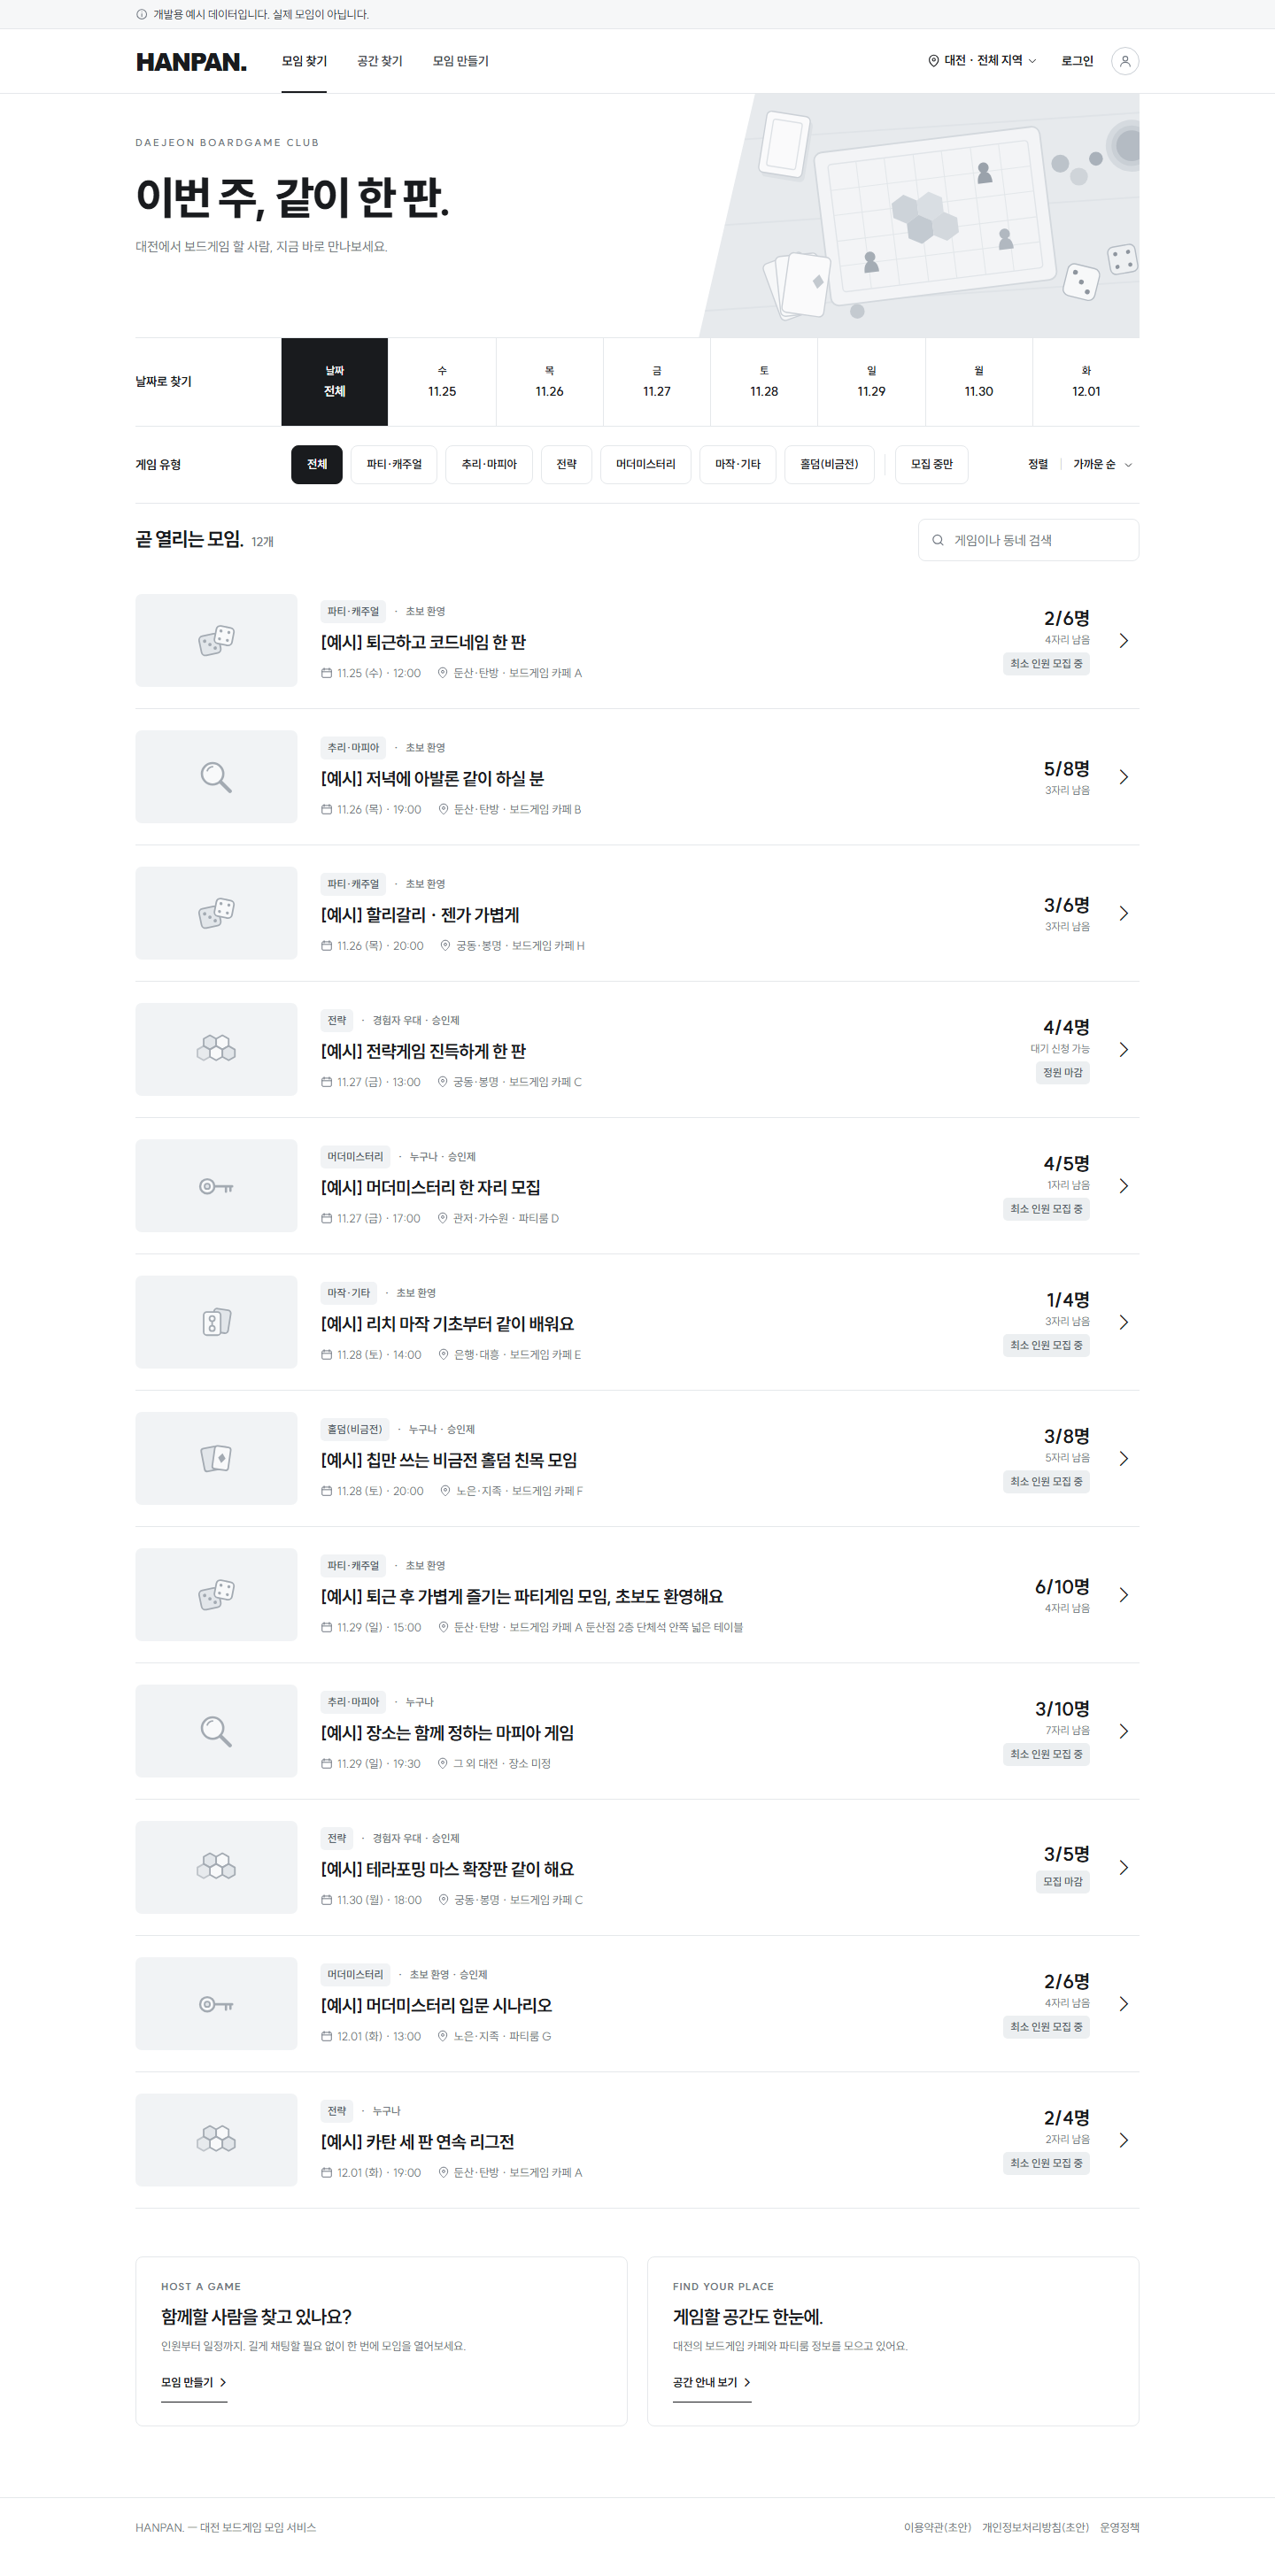 개발용 예시 데이터입니다. 실제 모임이 아닙니다.
HANPAN. 모임 찾기 공간 찾기 모임 만들기 대전 · 전체 지역 로그인
DAEJEON BOARDGAME CLUB
이번 주, 같이 한 판.
대전에서 보드게임 할 사람, 지금 바로 만나보세요.
날짜로 찾기
날짜 전체
수 11.25
목 11.26
금 11.27
토 11.28
일 11.29
월 11.30
화 12.01
게임 유형 전체 파티·캐주얼 추리·마피아 전략 머더미스터리 마작·기타 홀덤(비금전) 모집 중만 정렬 가까운 순
곧 열리는 모임. 12개 게임이나 동네 검색
파티·캐주얼 · 초보 환영
[예시] 퇴근하고 코드네임 한 판
11.25 (수) · 12:00 둔산·탄방 · 보드게임 카페 A
2/6명
4자리 남음
최소 인원 모집 중
추리·마피아 · 초보 환영
[예시] 저녁에 아발론 같이 하실 분
11.26 (목) · 19:00 둔산·탄방 · 보드게임 카페 B
5/8명
3자리 남음
파티·캐주얼 · 초보 환영
[예시] 할리갈리 · 젠가 가볍게
11.26 (목) · 20:00 궁동·봉명 · 보드게임 카페 H
3/6명
3자리 남음
전략 · 경험자 우대 · 승인제
[예시] 전략게임 진득하게 한 판
11.27 (금) · 13:00 궁동·봉명 · 보드게임 카페 C
4/4명
대기 신청 가능
정원 마감
머더미스터리 · 누구나 · 승인제
[예시] 머더미스터리 한 자리 모집
11.27 (금) · 17:00 관저·가수원 · 파티룸 D
4/5명
1자리 남음
최소 인원 모집 중
마작·기타 · 초보 환영
[예시] 리치 마작 기초부터 같이 배워요
11.28 (토) · 14:00 은행·대흥 · 보드게임 카페 E
1/4명
3자리 남음
최소 인원 모집 중
홀덤(비금전) · 누구나 · 승인제
[예시] 칩만 쓰는 비금전 홀덤 친목 모임
11.28 (토) · 20:00 노은·지족 · 보드게임 카페 F
3/8명
5자리 남음
최소 인원 모집 중
파티·캐주얼 · 초보 환영
[예시] 퇴근 후 가볍게 즐기는 파티게임 모임, 초보도 환영해요
11.29 (일) · 15:00 둔산·탄방 · 보드게임 카페 A 둔산점 2층 단체석 안쪽 넓은 테이블
6/10명
4자리 남음
추리·마피아 · 누구나
[예시] 장소는 함께 정하는 마피아 게임
11.29 (일) · 19:30 그 외 대전 · 장소 미정
3/10명
7자리 남음
최소 인원 모집 중
전략 · 경험자 우대 · 승인제
[예시] 테라포밍 마스 확장판 같이 해요
11.30 (월) · 18:00 궁동·봉명 · 보드게임 카페 C
3/5명
모집 마감
머더미스터리 · 초보 환영 · 승인제
[예시] 머더미스터리 입문 시나리오
12.01 (화) · 13:00 노은·지족 · 파티룸 G
2/6명
4자리 남음
최소 인원 모집 중
전략 · 누구나
[예시] 카탄 세 판 연속 리그전
12.01 (화) · 19:00 둔산·탄방 · 보드게임 카페 A
2/4명
2자리 남음
최소 인원 모집 중
HOST A GAME
함께할 사람을 찾고 있나요?
인원부터 일정까지. 길게 채팅할 필요 없이 한 번에 모임을 열어보세요.
모임 만들기
FIND YOUR PLACE
게임할 공간도 한눈에.
대전의 보드게임 카페와 파티룸 정보를 모으고 있어요.
공간 안내 보기
HANPAN. — 대전 보드게임 모임 서비스 이용약관(초안) 개인정보처리방침(초안) 운영정책